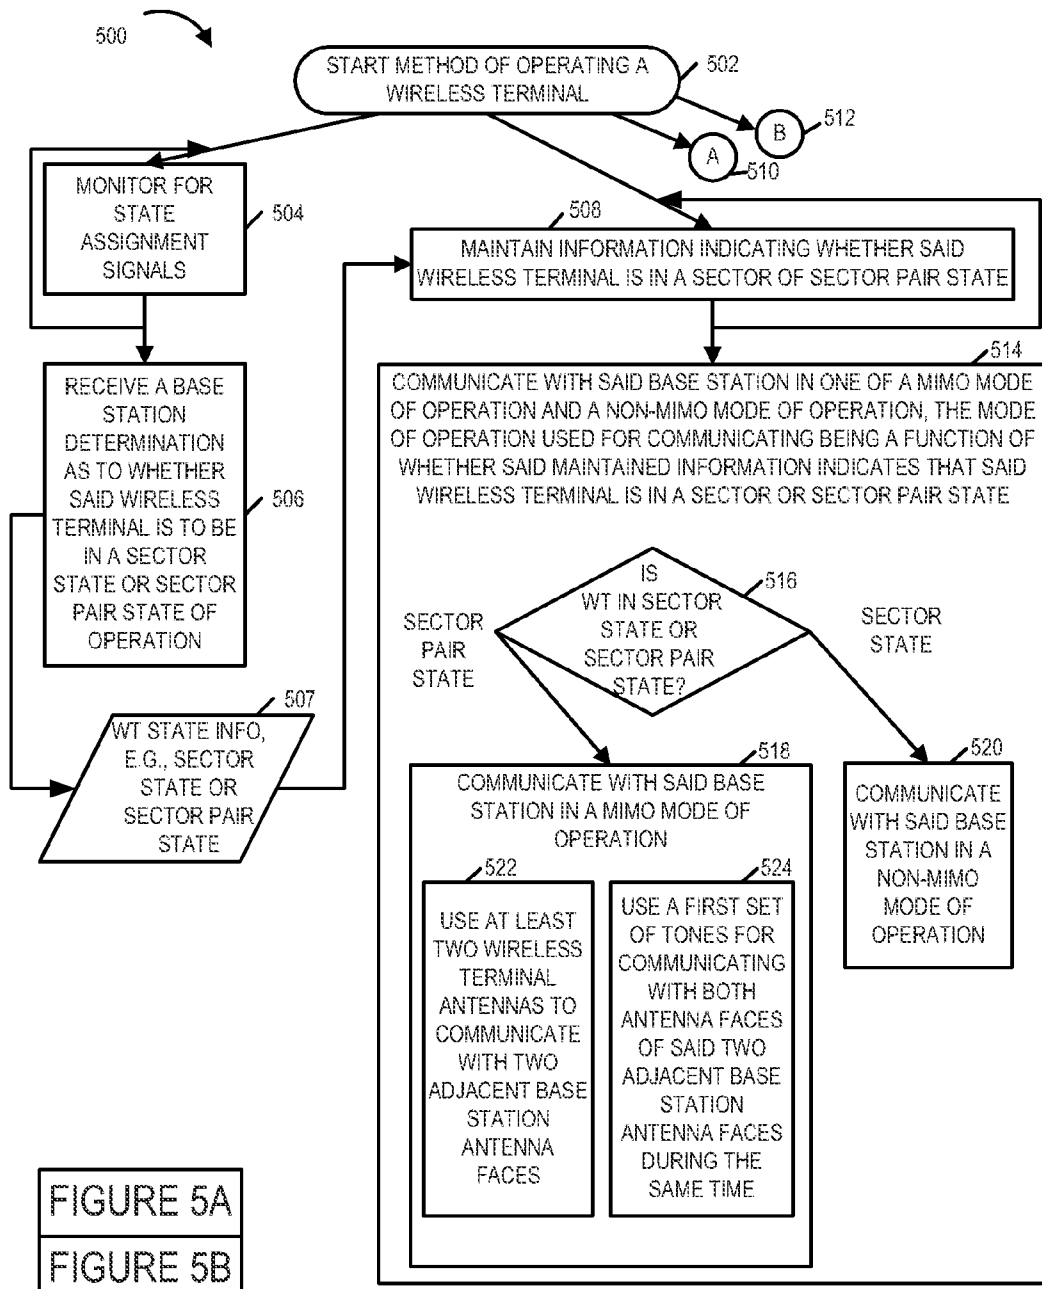 500
START METHOD OF OPERATING A
WIRELESS TERMINAL
502
B
512
A
510
MONITOR FOR
STATE
ASSIGNMENT
SIGNALS
504
508
MAINTAIN INFORMATION INDICATING WHETHER SAID
WIRELESS TERMINAL IS IN A SECTOR OF SECTOR PAIR STATE
RECEIVE A BASE
STATION
DETERMINATION
AS TO WHETHER
SAID WIRELESS
TERMINAL IS TO BE
IN A SECTOR
STATE OR SECTOR
PAIR STATE OF
OPERATION
506
507
WT STATE INFO,
E.G., SECTOR
STATE OR
SECTOR PAIR
STATE
514
COMMUNICATE WITH SAID BASE STATION IN ONE OF A MIMO MODE
OF OPERATION AND A NON-MIMO MODE OF OPERATION, THE MODE
OF OPERATION USED FOR COMMUNICATING BEING A FUNCTION OF
WHETHER SAID MAINTAINED INFORMATION INDICATES THAT SAID
WIRELESS TERMINAL IS IN A SECTOR OR SECTOR PAIR STATE
IS
WT IN SECTOR
STATE OR
SECTOR PAIR
STATE?
516
SECTOR
PAIR
STATE
SECTOR
STATE
518
COMMUNICATE WITH SAID BASE
STATION IN A MIMO MODE OF
OPERATION
520
COMMUNICATE
WITH SAID BASE
STATION IN A
NON-MIMO
MODE OF
OPERATION
522
USE AT LEAST
TWO WIRELESS
TERMINAL
ANTENNAS TO
COMMUNICATE
WITH TWO
ADJACENT BASE
STATION
ANTENNA
FACES
524
USE A FIRST SET
OF TONES FOR
COMMUNICATING
WITH BOTH
ANTENNA FACES
OF SAID TWO
ADJACENT BASE
STATION
ANTENNA FACES
DURING THE
SAME TIME
FIGURE 5A
FIGURE 5B